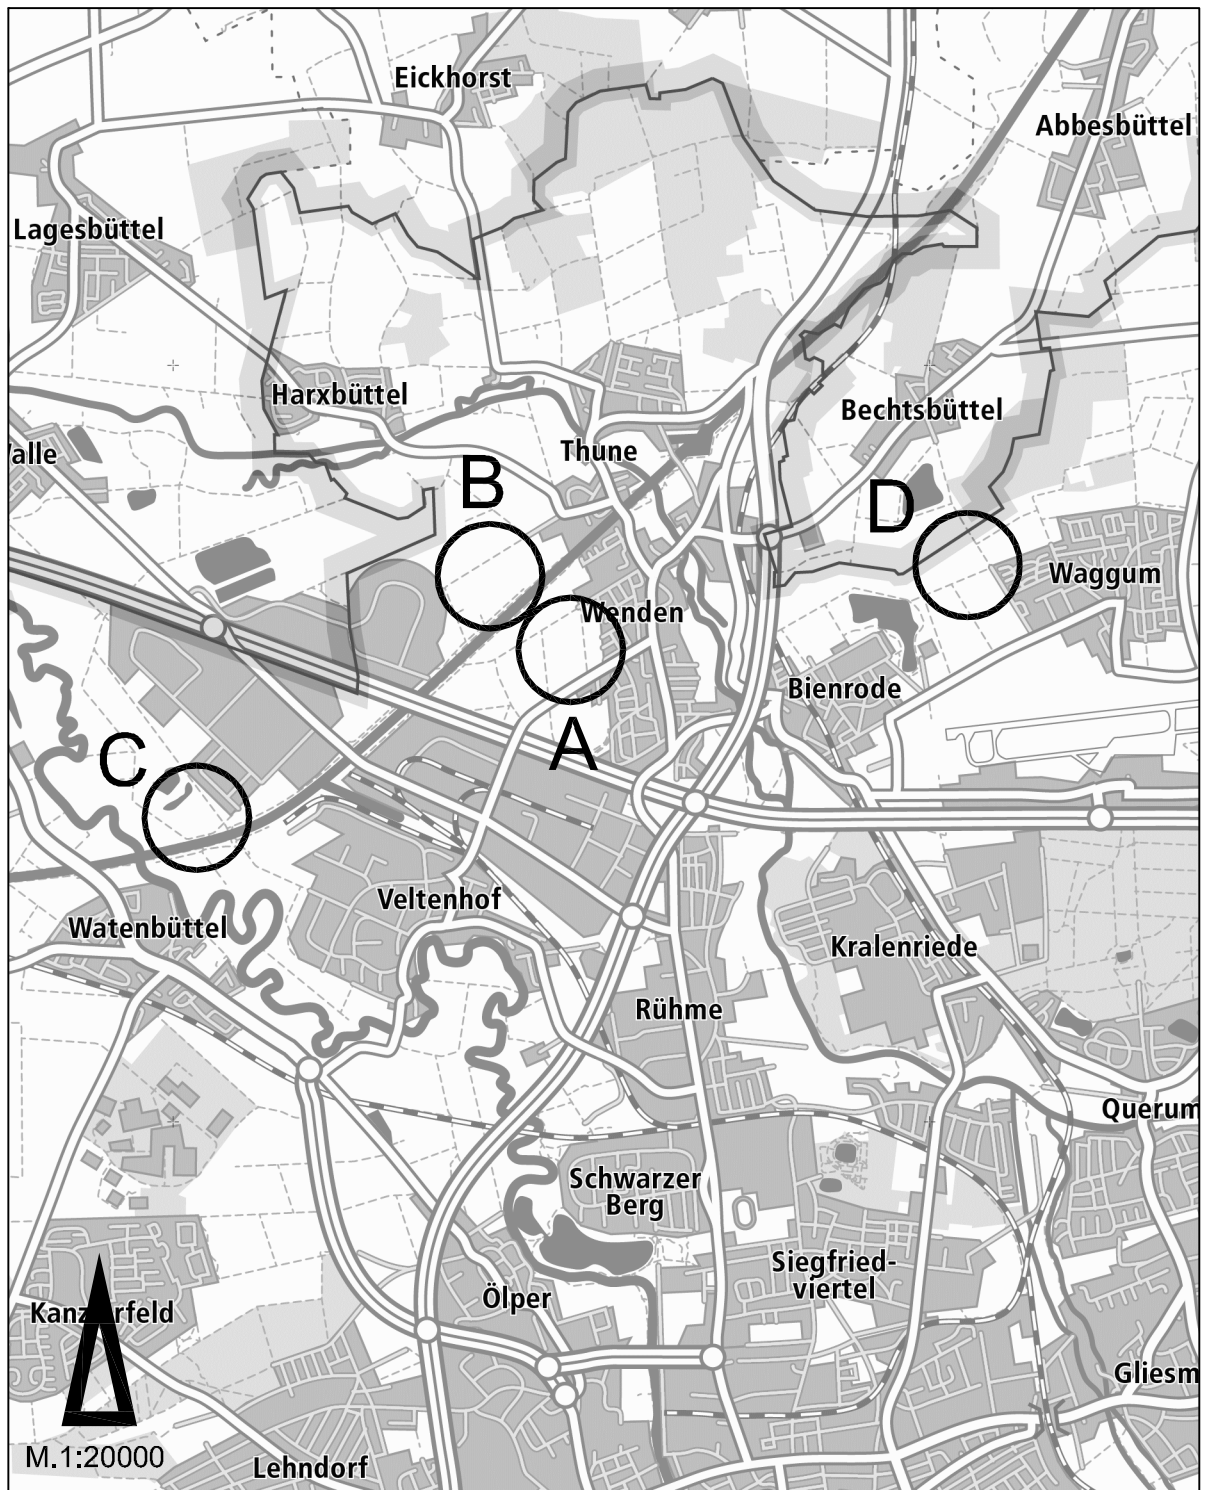 Eickhorst
Abbesbüttel
Lagesbüttel
Harxbüttel
Bechtsbüttel
Thune
alle
B
D
Waggum
Wenden
Bienrode
A
C
Veltenhof
Watenbüttel
Kralenriede
Rühme
Querum
Schwarzer
Berg
Siegfried-
viertel
Ölper
Gliesm
M.1:20000
Lehndorf